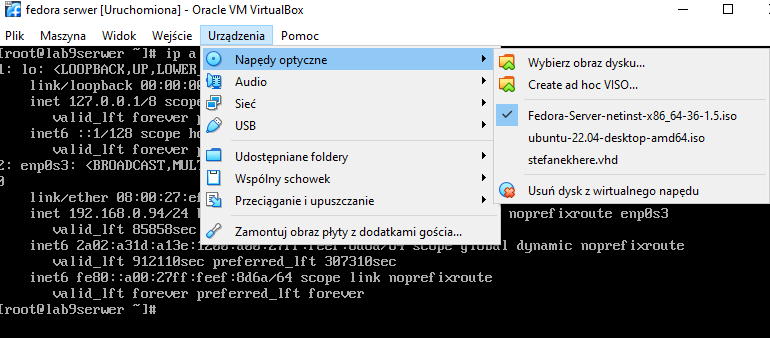 fedora serwer [Uruchomiona] - Oracle VM VirtualBox
Plik Maszyna Widok Wejście Urządzenia Pomoc
[root@lab9serwer ~]# ip a
1: lo: <LOOPBACK,UP,LOWER
link/loopback 00:00:00
inet 127.0.0.1/8 scope
valid_lft forever
inet6 ::1/128 scope
valid_lft forever
2: enp0s3: <BROADCAST,
0
link/ether 08:00:27:
inet 192.168.0.94/24 noprefixroute enp0s3
valid_lft 85858sec
inet6 scope global dynamic noprefixroute
valid_lft 912110sec preferred_lft 307310sec
inet6 fe80::a00:27ff:feef:8d6a/64 scope link noprefixroute
valid_lft forever preferred_lft forever
[root@lab9serwer ~]#
Napędy optyczne
Audio
Sieć
USB
Udostępniane foldery
Wspólny schowek
Przeciąganie i upuszczanie
Zamontuj obraz płyty z dodatkami gościa...
Wybierz obraz dysku...
Create ad hoc VISO...
Fedora-Server-netinst-x86_64-36-1.5.iso
ubuntu-22.04-desktop-amd64.iso
stefanekhere.vhd
Usuń dysk z wirtualnego napędu